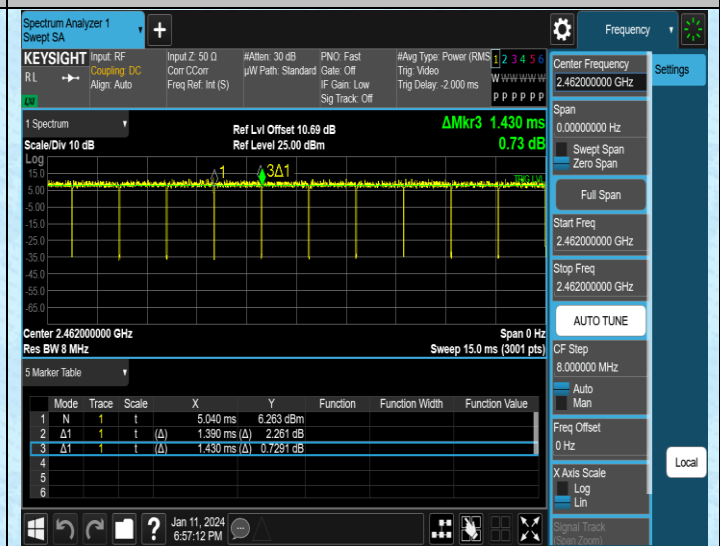 Spectrum Analyzer 1
Swept SA
+
Frequency
KEYSIGHT
RL
LXI
Input: RF
Coupling: DC
Align: Auto
Input Z: 50 Ω
Corr CCorr
Freq Ref: Int (S)
#Atten: 30 dB
µW Path: Standard
PNO: Fast
Gate: Off
IF Gain: Low
Sig Track: Off
#Avg Type: Power (RMS
Trig: Video
Trig Delay: -2.000 ms
1 2 3 4 5 6
W W W W W W
P P P P P P
Center Frequency
2.462000000 GHz
Settings
Span
0.00000000 Hz
Swept Span
Zero Span
Full Span
Start Freq
2.462000000 GHz
Stop Freq
2.462000000 GHz
AUTO TUNE
CF Step
8.000000 MHz
Auto
Man
Freq Offset
0 Hz
X Axis Scale
Log
Lin
Signal Track
(Span Zoom)
Local
1 Spectrum
Scale/Div 10 dB
Ref Lvl Offset 10.69 dB
Ref Level 25.00 dBm
ΔMkr3 1.430 ms
0.73 dB
Log
15.0
5.00
-5.00
-15.0
-25.0
-35.0
-45.0
-55.0
-65.0
1
3Δ1
TRIG LVL
Center 2.462000000 GHz
Res BW 8 MHz
Span 0 Hz
Sweep 15.0 ms (3001 pts)
5 Marker Table
Mode Trace Scale X Y Function Function Width Function Value
1 N 1 t 5.040 ms 6.263 dBm
2 Δ1 1 t (Δ) 1.390 ms (Δ) 2.261 dB
3 Δ1 1 t (Δ) 1.430 ms (Δ) 0.7291 dB
4
5
6
?
Jan 11, 2024
6:57:12 PM